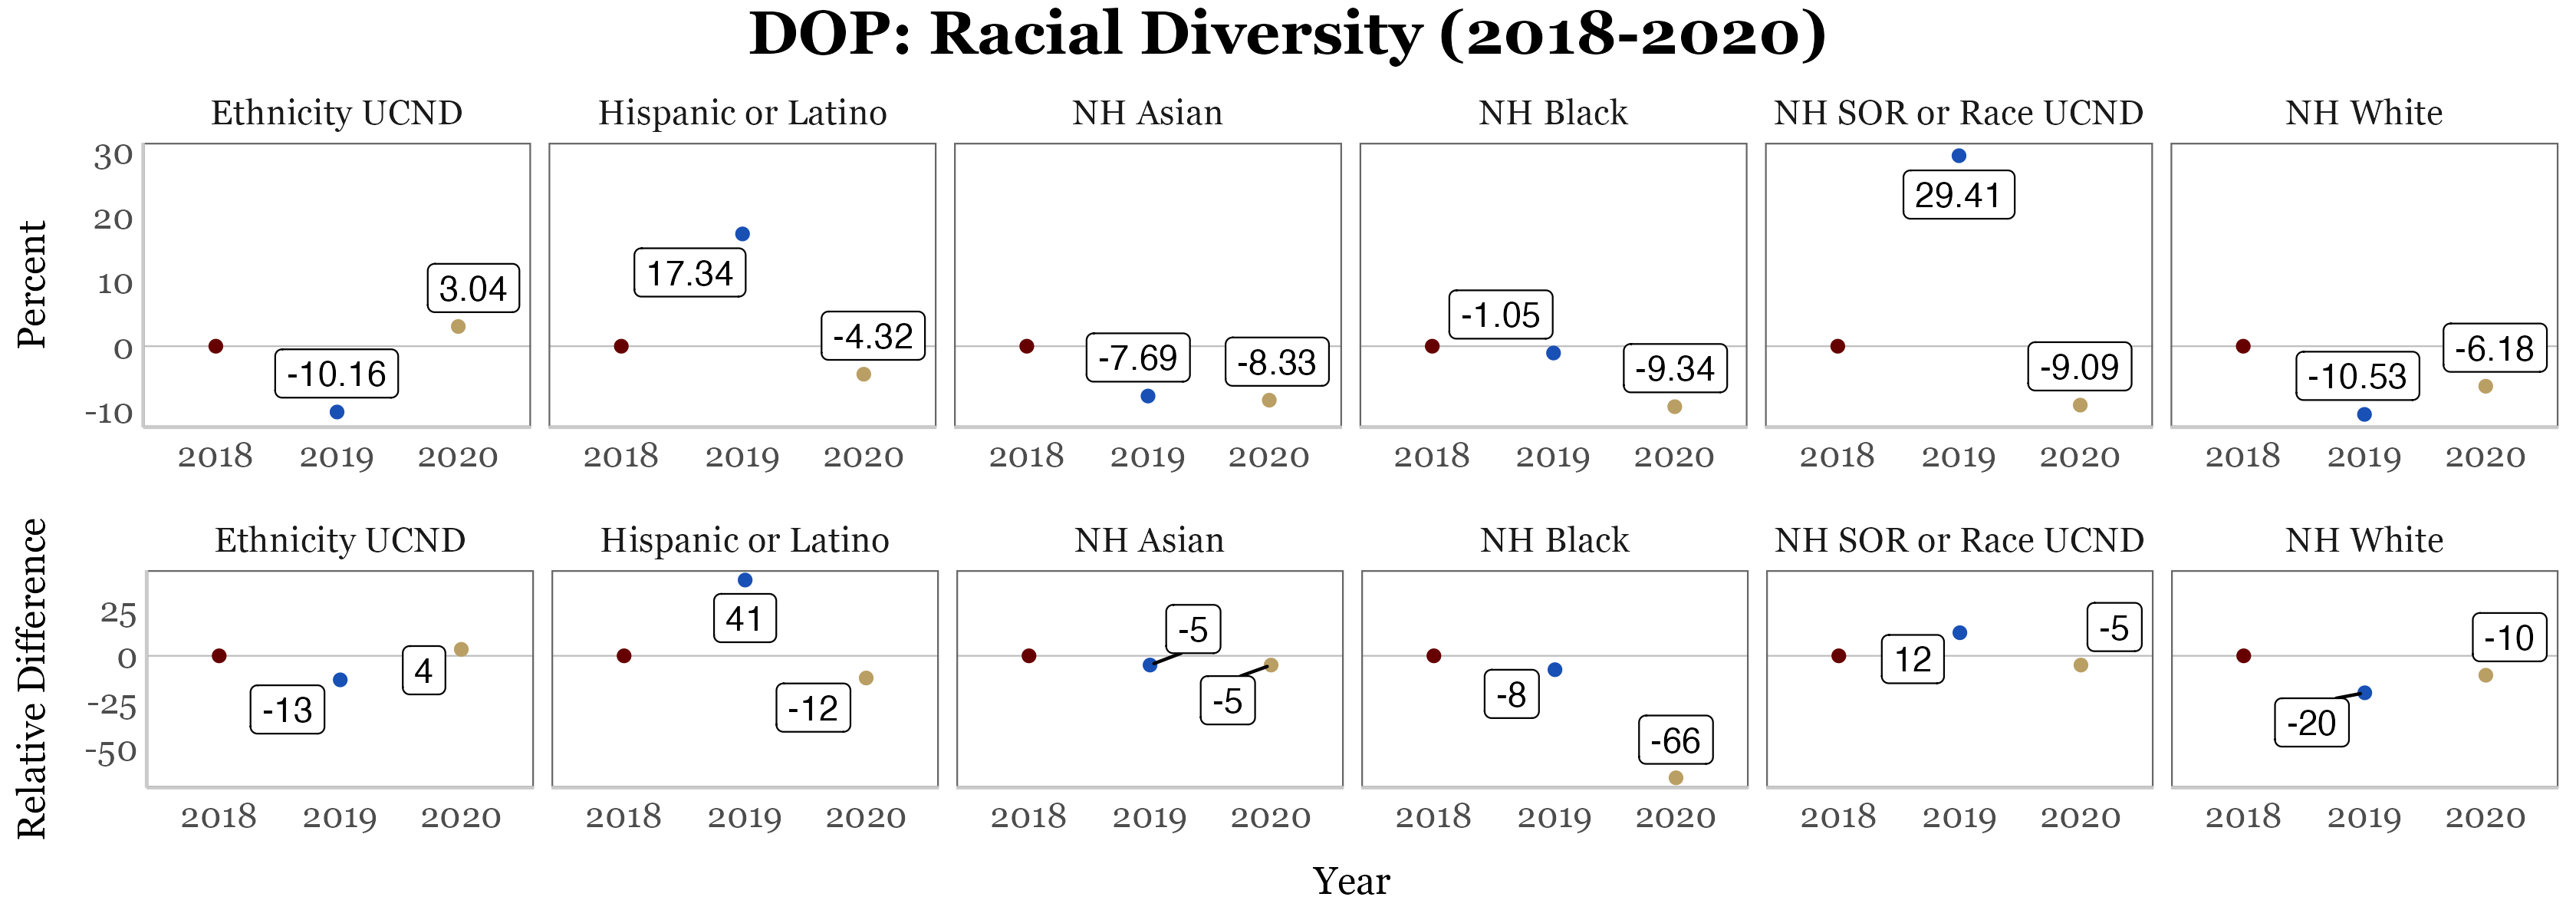 DOP: Racial Diversity (2018-2020)
Ethnicity UCND
Hispanic or Latino
NH Asian
NH Black
NH SOR or Race UCND
NH White
Percent
30
20
10
0
-10
-10.16
3.04
17.34
-4.32
-7.69
-8.33
-1.05
-9.34
29.41
-9.09
-10.53
-6.18
2018 2019 2020
2018 2019 2020
2018 2019 2020
2018 2019 2020
2018 2019 2020
2018 2019 2020
Ethnicity UCND
Hispanic or Latino
NH Asian
NH Black
NH SOR or Race UCND
NH White
Relative Difference
25
0
-25
-50
-13
4
41
-12
-5
-5
-8
-66
12
-5
-20
-10
2018 2019 2020
2018 2019 2020
2018 2019 2020
2018 2019 2020
2018 2019 2020
2018 2019 2020
Year